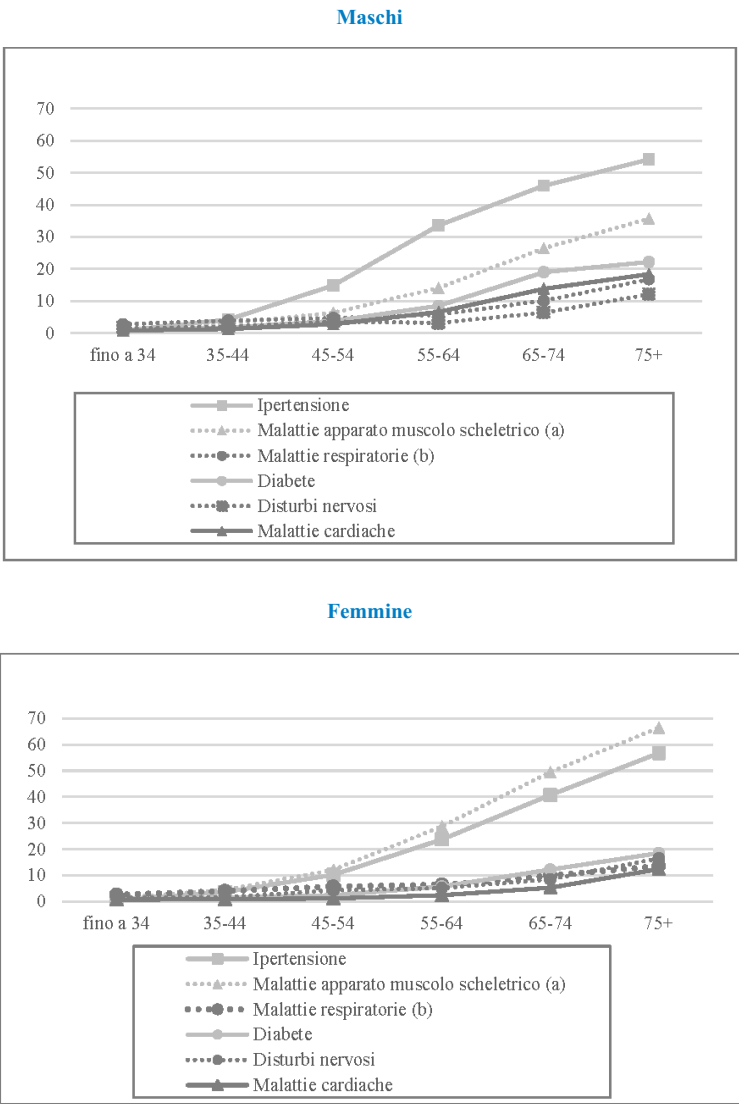 Maschi
70
60
50
40
30
20
10
0
fino a 34 35-44 45-54 55-64 65-74 75+
Ipertensione
Malattie apparato muscolo scheletrico (a)
Malattie respiratorie (b)
Diabete
Disturbi nervosi
Malattie cardiache
Femmine
70
60
50
40
30
20
10
0
fino a 34 35-44 45-54 55-64 65-74 75+
Ipertensione
Malattie apparato muscolo scheletrico (a)
Malattie respiratorie (b)
Diabete
Disturbi nervosi
Malattie cardiache